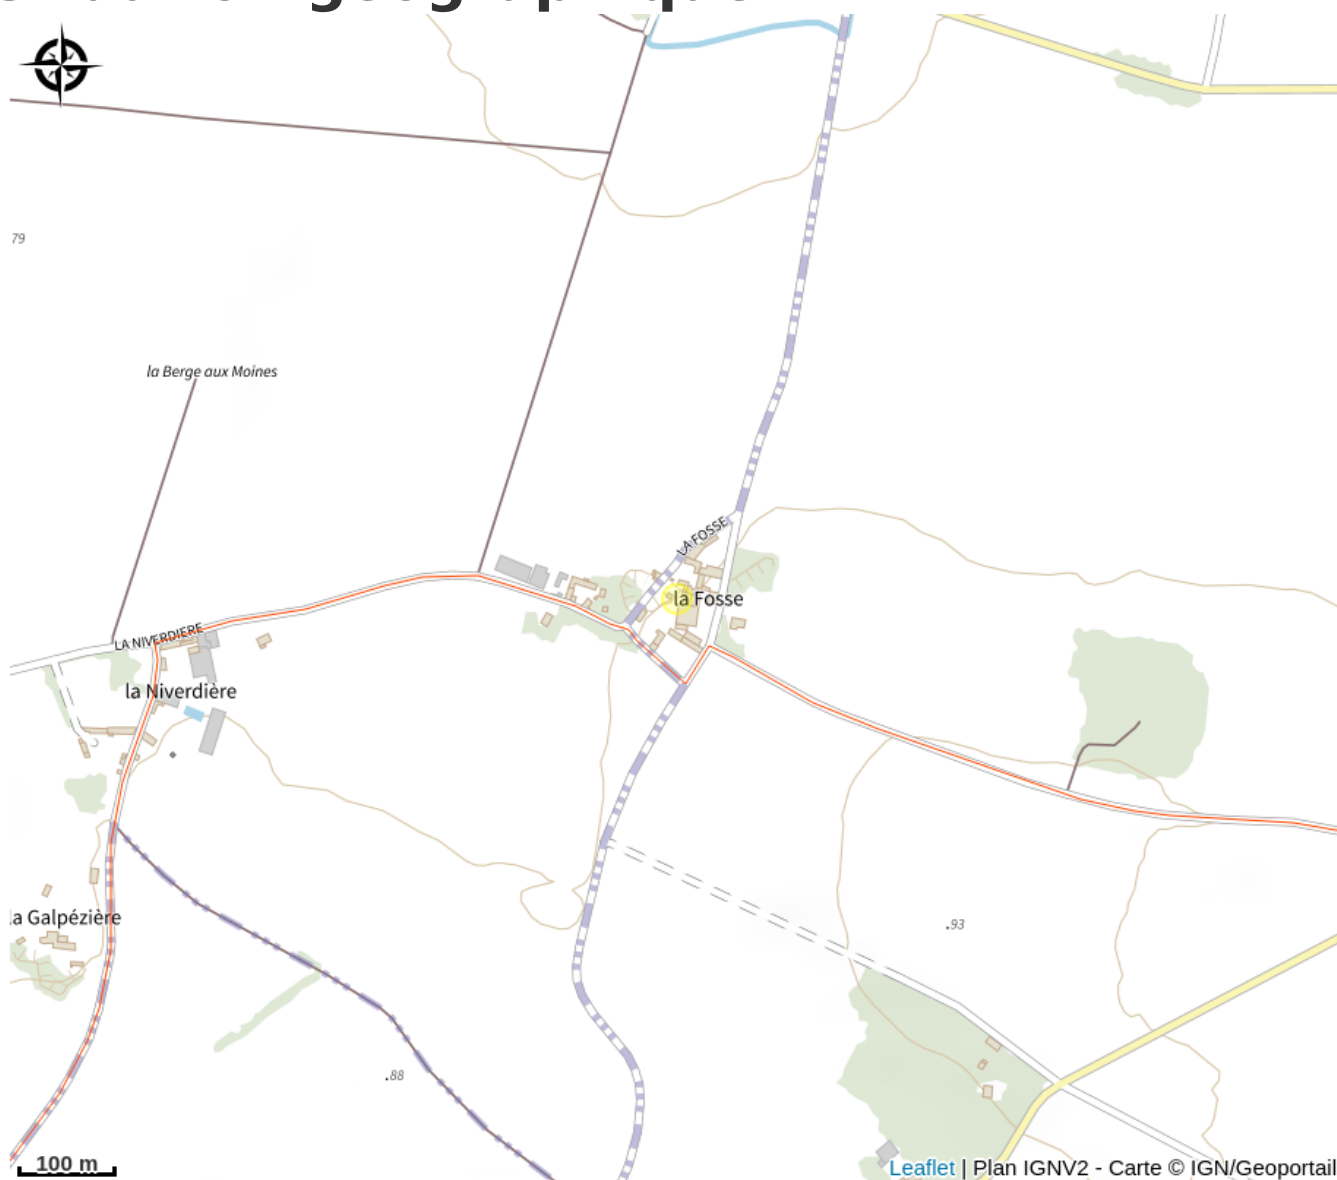 79
la Berge aux Moines
LA FOSSE
la Fosse
LA NIVERDIERE
la Niverdière
la Galpézière
.93
.88
100 m
Leaflet | Plan IGNV2 - Carte © IGN/Geoportail